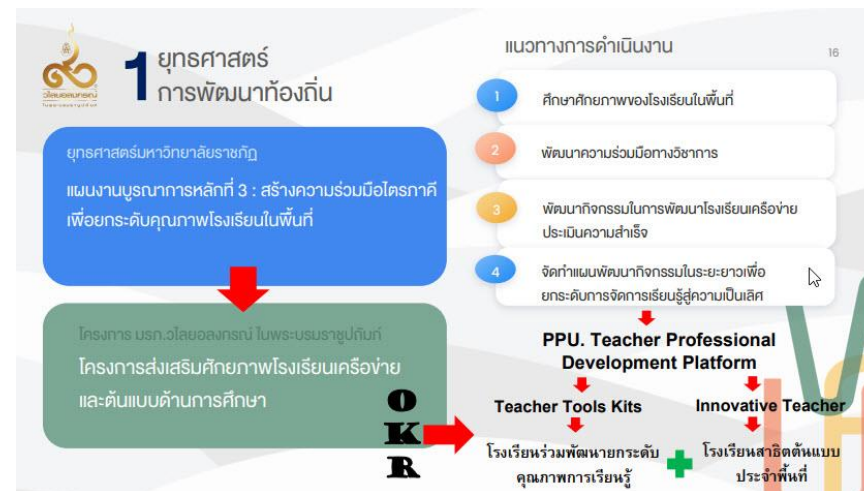 วไลยอลงกรณ์
1 ยุทธศาสตร์
การพัฒนาท้องถิ่น
ยุทธศาสตร์มหาวิทยาลัยราชภัฏ
แผนงานบูรณาการหลักที่ 3 : สร้างความร่วมมือไตรภาคี
เพื่อยกระดับคุณภาพโรงเรียนในพื้นที่
โครงการ มรภ.วไลยอลงกรณ์ ในพระบรมราชูปถัมภ์
โครงการส่งเสริมศักยภาพโรงเรียนเครือข่าย
และต้นแบบด้านการศึกษา
O
K
R
แนวทางการดำเนินงาน
16
1 ศึกษาศักยภาพของโรงเรียนในพื้นที่
2 พัฒนาความร่วมมือทางวิชาการ
3 พัฒนากิจกรรมในการพัฒนาโรงเรียนเครือข่าย
ประเมินความสำเร็จ
4 จัดทำแผนพัฒนากิจกรรมในระยะยาวเพื่อ
ยกระดับการจัดการเรียนรู้สู่ความเป็นเลิศ
PPU. Teacher Professional
Development Platform
Teacher Tools Kits
Innovative Teacher
โรงเรียนร่วมพัฒนายกระดับ
คุณภาพการเรียนรู้
โรงเรียนสาธิตต้นแบบ
ประจำพื้นที่